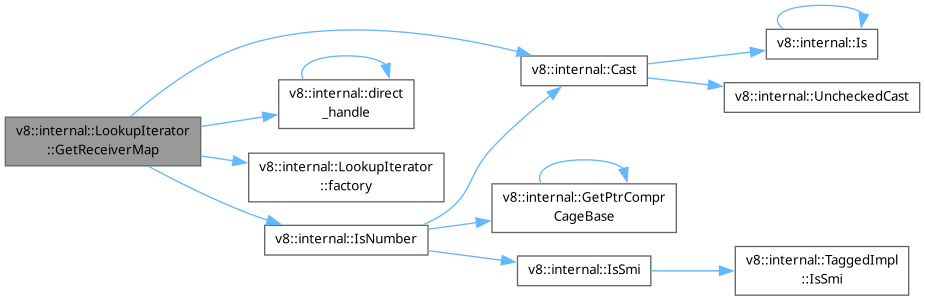 v8::internal::LookupIterator
::GetReceiverMap
v8::internal::direct
_handle
v8::internal::LookupIterator
::factory
v8::internal::IsNumber
v8::internal::Cast
v8::internal::GetPtrCompr
CageBase
v8::internal::IsSmi
v8::internal::Is
v8::internal::UncheckedCast
v8::internal::TaggedImpl
::IsSmi